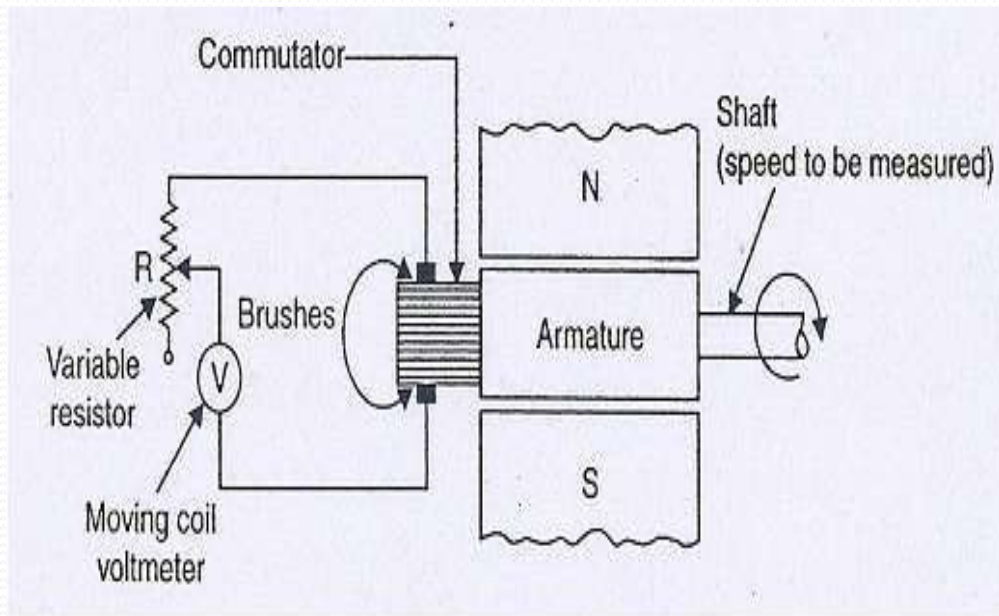 Commutator
Shaft
(speed to be measured)
N
R
Brushes
Armature
Variable
resistor
V
S
Moving coil
voltmeter